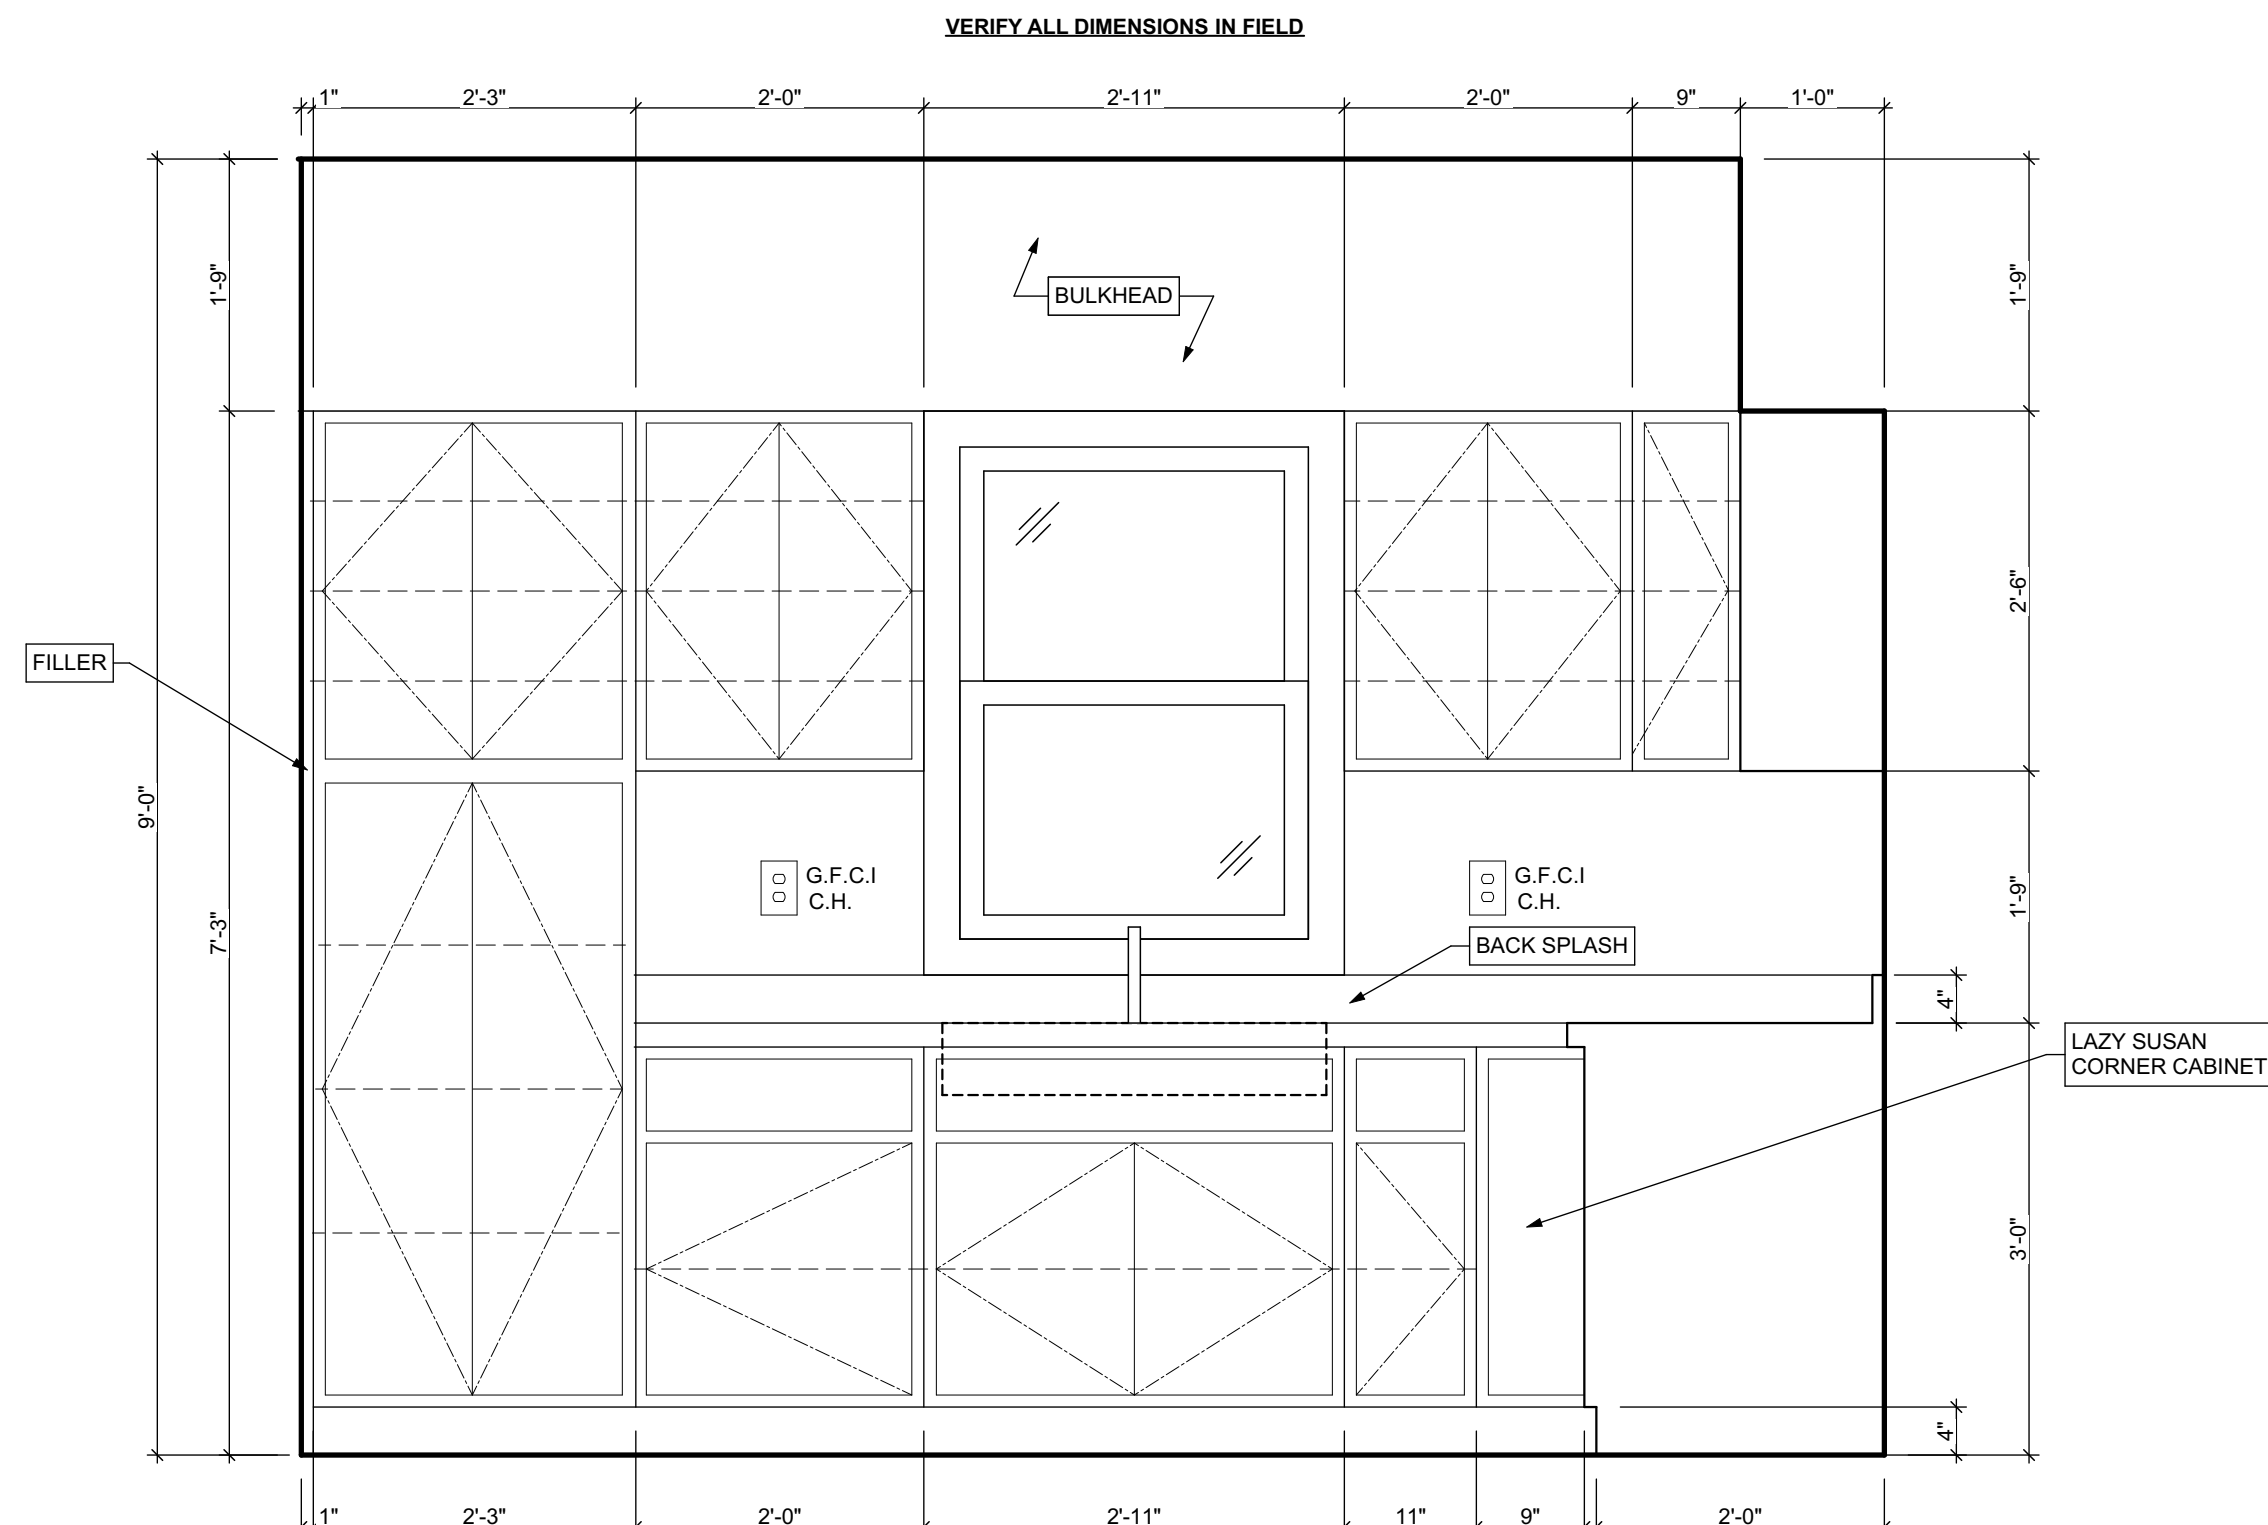 VERIFY ALL DIMENSIONS IN FIELD
1" 2'-3" 2'-0" 2'-11" 2'-0" 9" 1'-0"
1'-9"
1'-9"
BULKHEAD
2'-6"
FILLER
9'-0"
7'-3"
G.F.C.I
C.H.
G.F.C.I
C.H.
1'-9"
BACK SPLASH
4"
LAZY SUSAN
CORNER CABINET
3'-0"
4"
1" 2'-3" 2'-0" 2'-11" 11" 9" 2'-0"